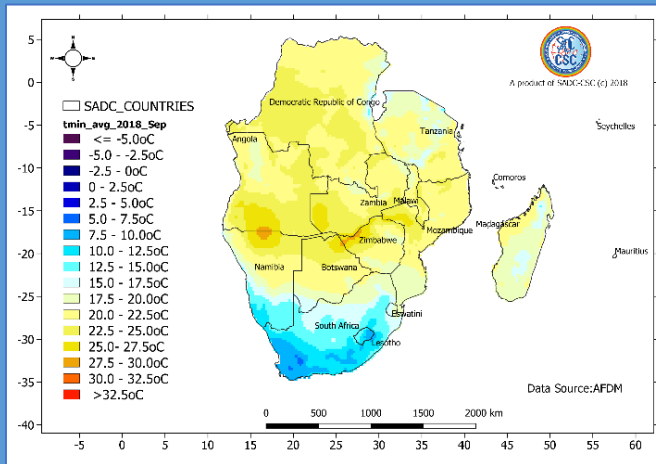 5
0
-5
-10
-15
-20
-25
-30
-35
-40
-5
0
5
10
15
20
25
30
35
40
45
50
55
60
SADC
CSC
A product of SADC-CSC (c) 2018
SADC_COUNTRIES
tmin_avg_2018_Sep
<= -5.0oC
-5.0 - -2.5oC
-2.5 - 0oC
0 - 2.5oC
2.5 - 5.0oC
5.0 - 7.5oC
7.5 - 10.0oC
10.0 - 12.5oC
12.5 - 15.0oC
15.0 - 17.5oC
17.5 - 20.0oC
20.0 - 22.5oC
22.5 - 25.0oC
25.0- 27.5oC
27.5 - 30.0oC
30.0 - 32.5oC
>32.5oC
Democratic Republic of Congo
Tanzania
Seychelles
Angola
Comoros
Zambia
Malawi
Madagascar
Mozambique
Zimbabwe
Mauritius
Namibia
Botswana
Eswatini
South Africa
Lesotho
Data Source:AFDM
0
500
1000
1500
2000 km